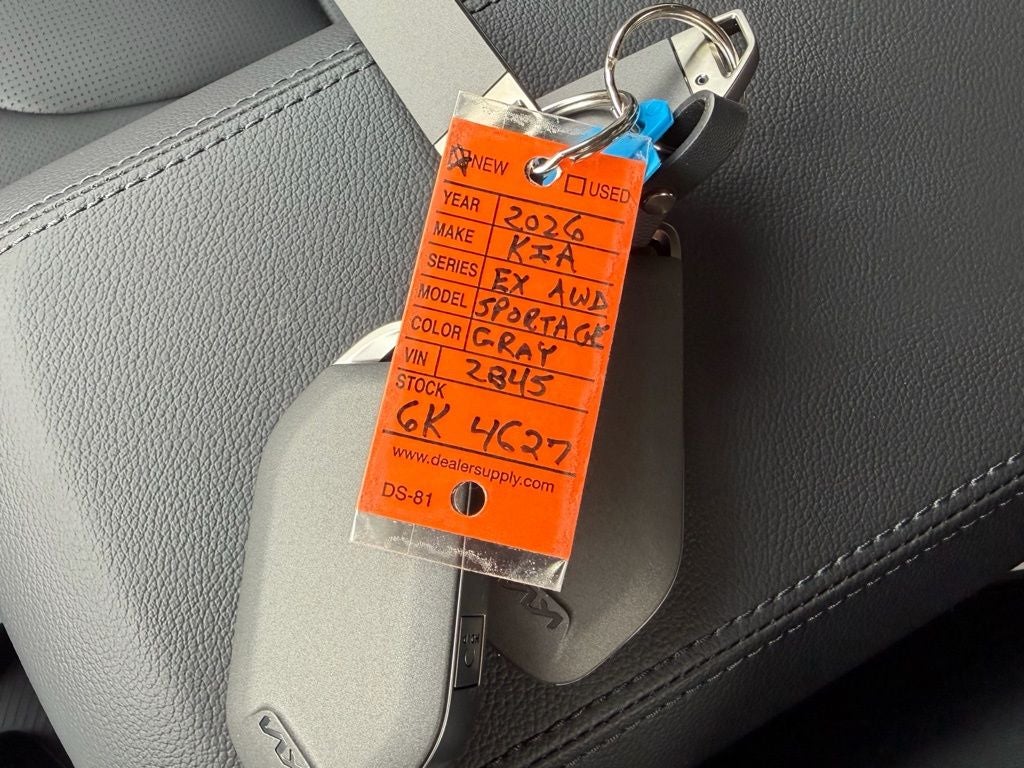 NEW USED
YEAR 2026
MAKE KIA
SERIES EX AWD
MODEL SPORTAGE
COLOR GRAY
VIN 2845
STOCK
6K 4627
www.dealersupply.com
DS-81